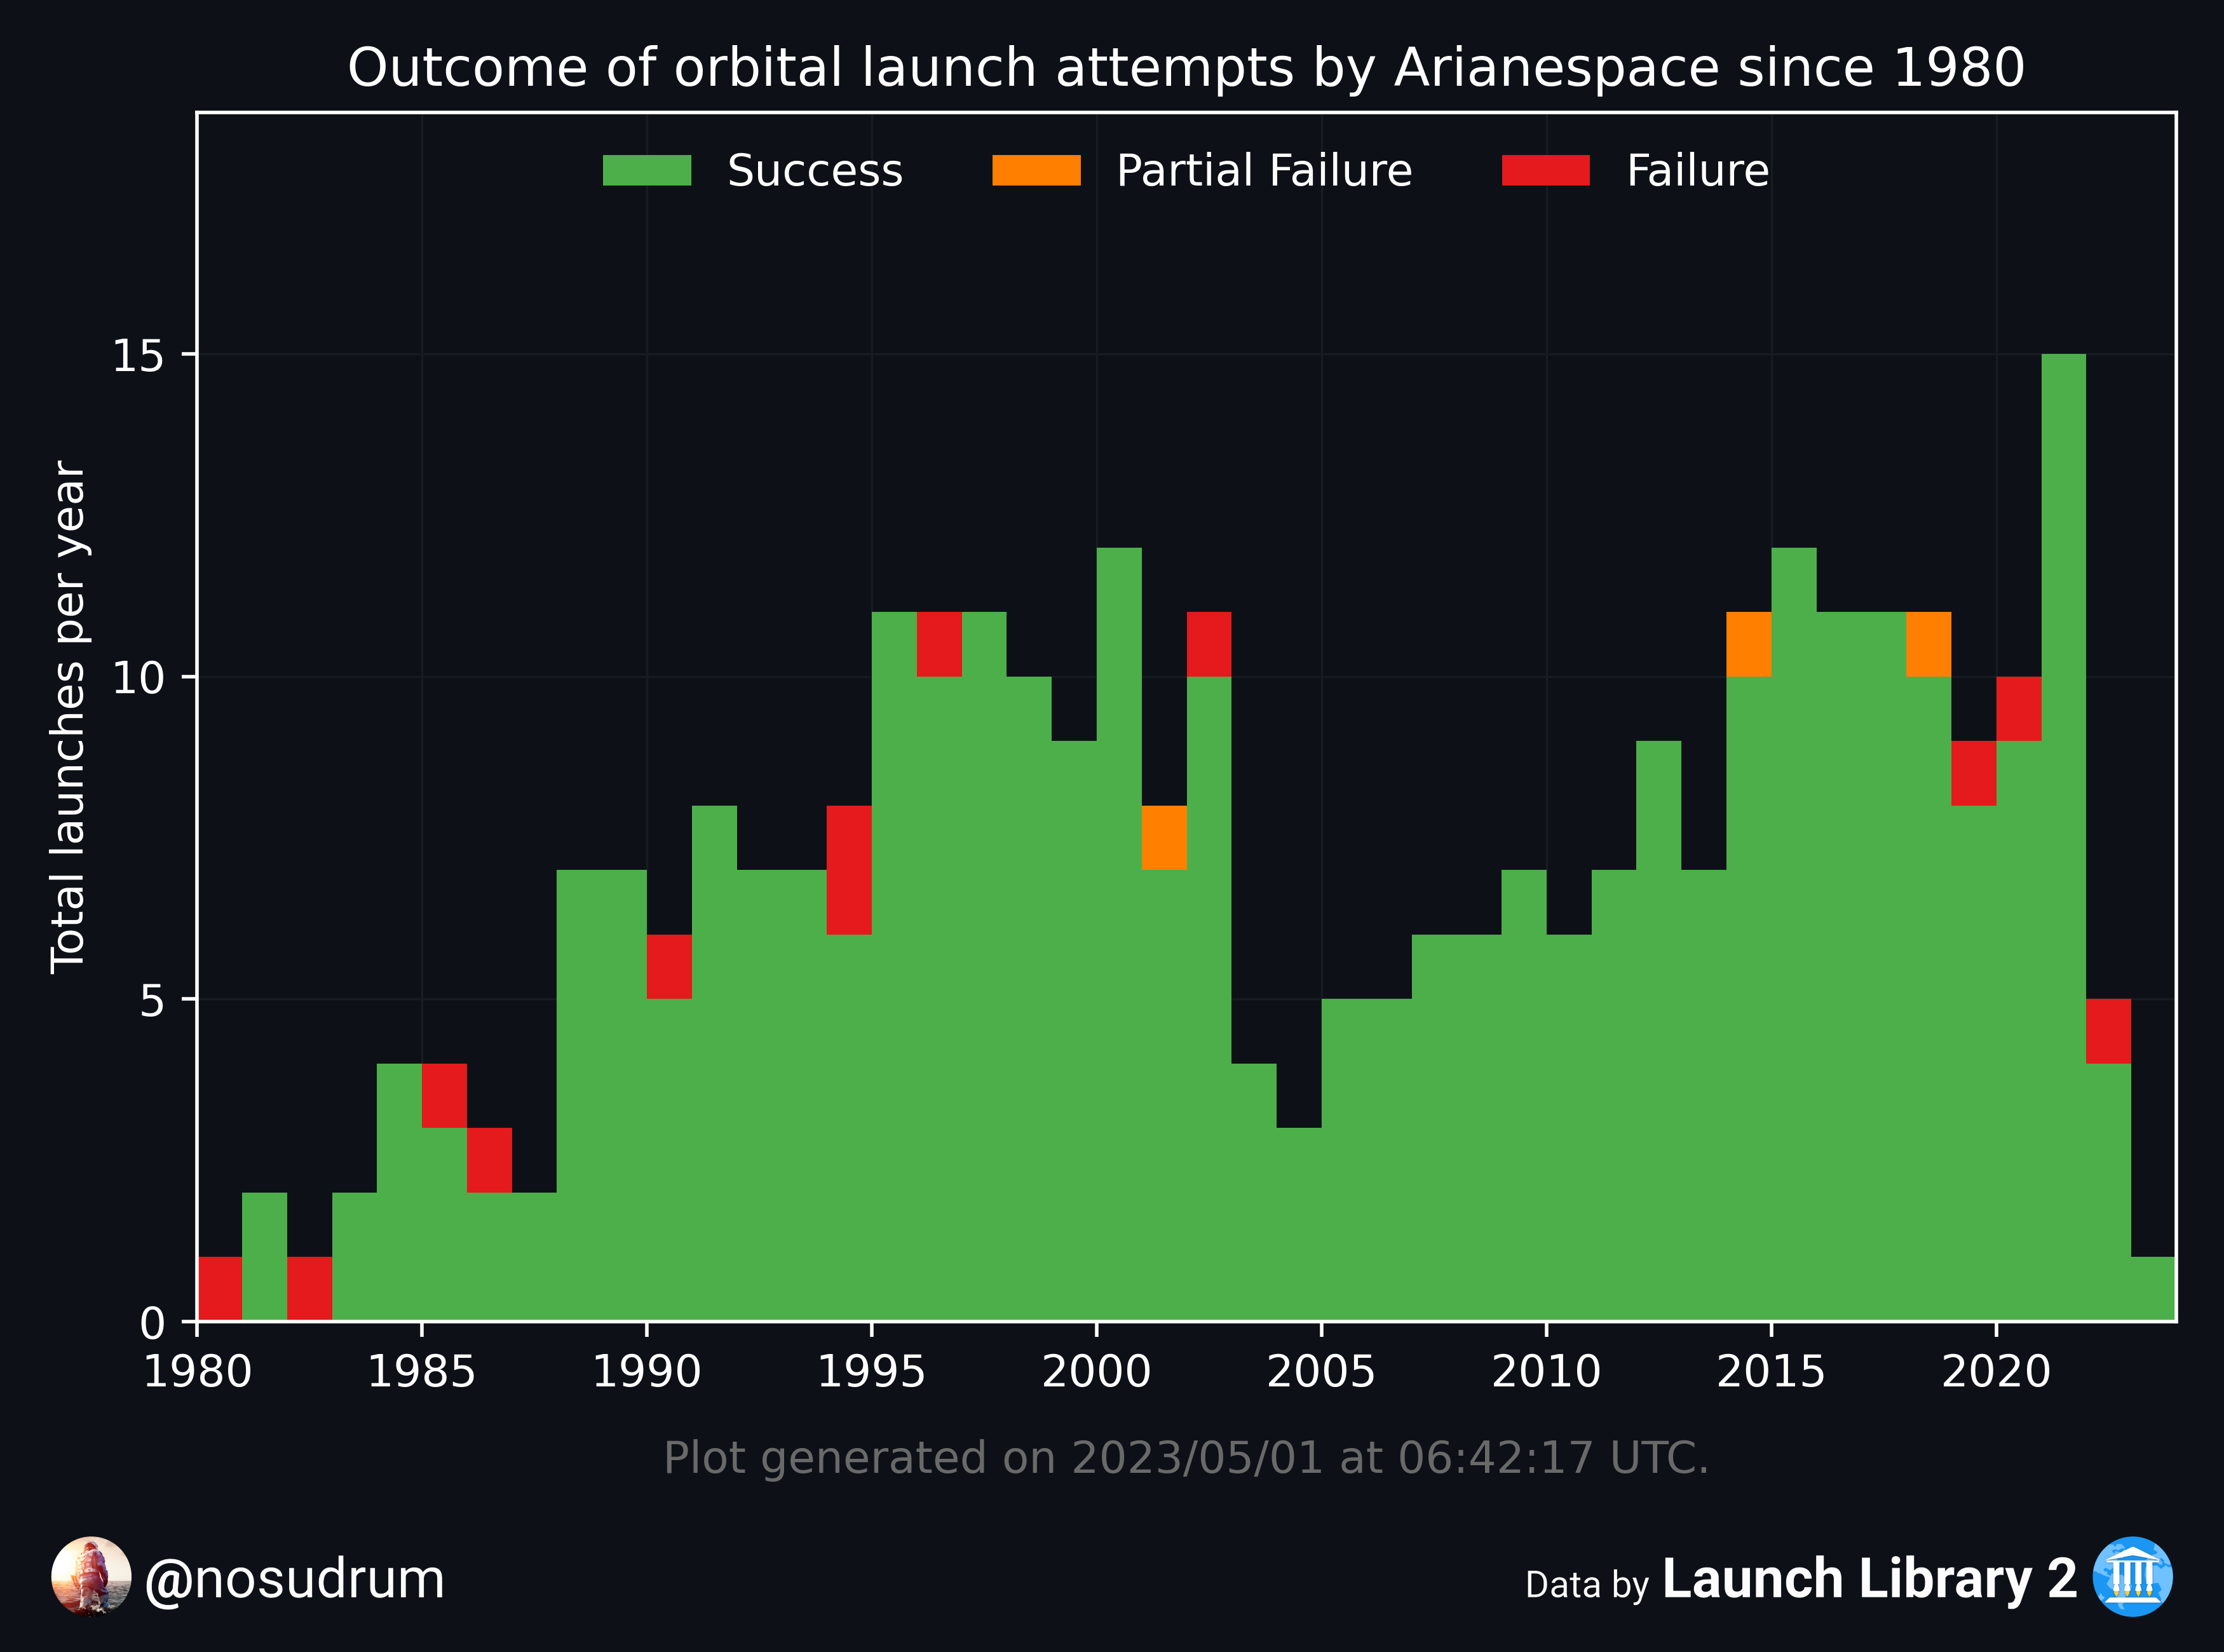 Outcome of orbital launch attempts by Arianespace since 1980
Success Partial Failure Failure
Total launches per year
15
10
5
0
1980 1985 1990 1995 2000 2005 2010 2015 2020
Plot generated on 2023/05/01 at 06:42:17 UTC.
@nosudrum
Data by Launch Library 2